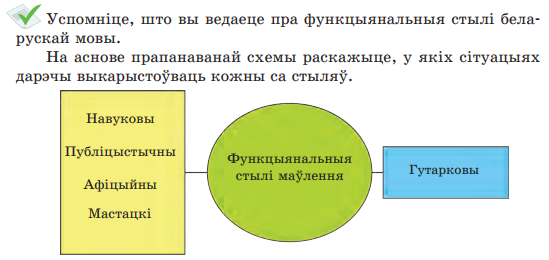 Успомніце, што вы ведаеце пра функцыянальныя стылі бела-
рускай мовы.
На аснове прапанаванай схемы раскажыце, у якіх сітуацыях
дарэчы выкарыстоўваць кожны са стыляў.
Навуковы
Публіцыстычны
Афіцыйны
Мастацкі
Функцыянальныя
стылі маўлення
Гутарковы